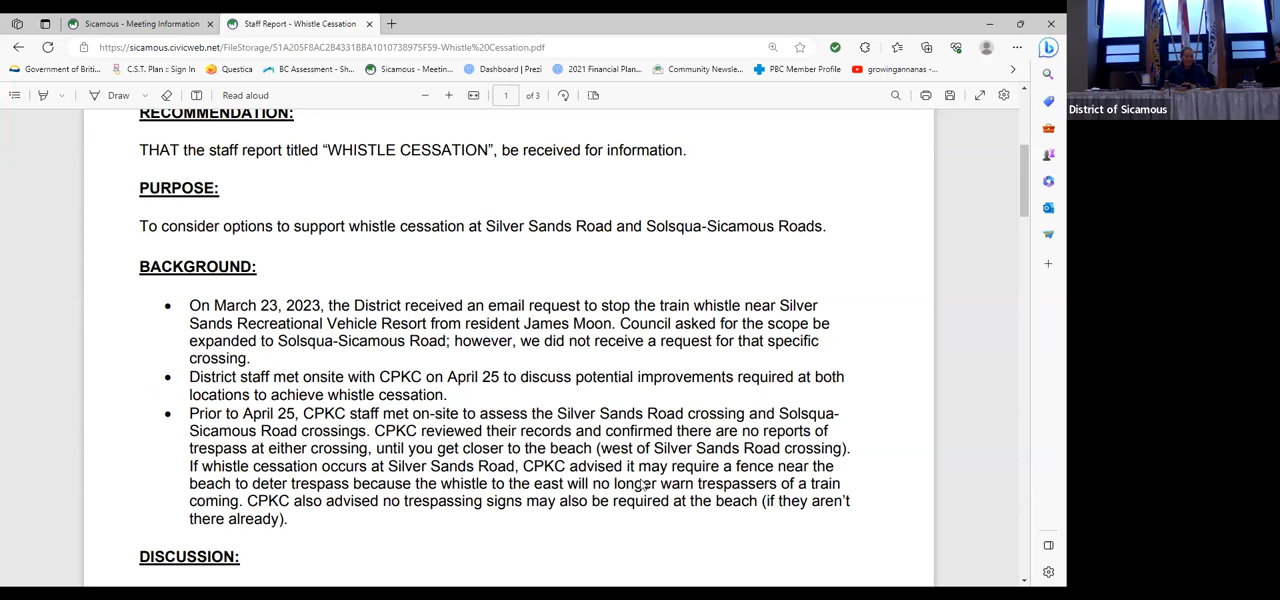 Sicamous - Meeting Information
Staff Report - Whistle Cessation
https://sicamous.civicweb.net/FileStorage/51A205F8AC2B4331BBA1010738975F59-Whistle%20Cessation.pdf
Government of Briti...
C.S.T. Plan :: Sign In
Questica
BC Assessment - Sh...
Sicamous - Meetin...
Dashboard | Prezi
2021 Financial Plan...
Community Newsle...
PBC Member Profile
growingannanas -...
Draw
Read aloud
1
of 3
RECOMMENDATION:
THAT the staff report titled “WHISTLE CESSATION”, be received for information.
PURPOSE:
To consider options to support whistle cessation at Silver Sands Road and Solsqua-Sicamous Roads.
BACKGROUND:
• On March 23, 2023, the District received an email request to stop the train whistle near Silver
Sands Recreational Vehicle Resort from resident James Moon. Council asked for the scope be
expanded to Solsqua-Sicamous Road; however, we did not receive a request for that specific
crossing.
• District staff met onsite with CPKC on April 25 to discuss potential improvements required at both
locations to achieve whistle cessation.
• Prior to April 25, CPKC staff met on-site to assess the Silver Sands Road crossing and Solsqua-
Sicamous Road crossings. CPKC reviewed their records and confirmed there are no reports of
trespass at either crossing, until you get closer to the beach (west of Silver Sands Road crossing).
If whistle cessation occurs at Silver Sands Road, CPKC advised it may require a fence near the
beach to deter trespass because the whistle to the east will no longer warn trespassers of a train
coming. CPKC also advised no trespassing signs may also be required at the beach (if they aren’t
there already).
DISCUSSION:
District of Sicamous